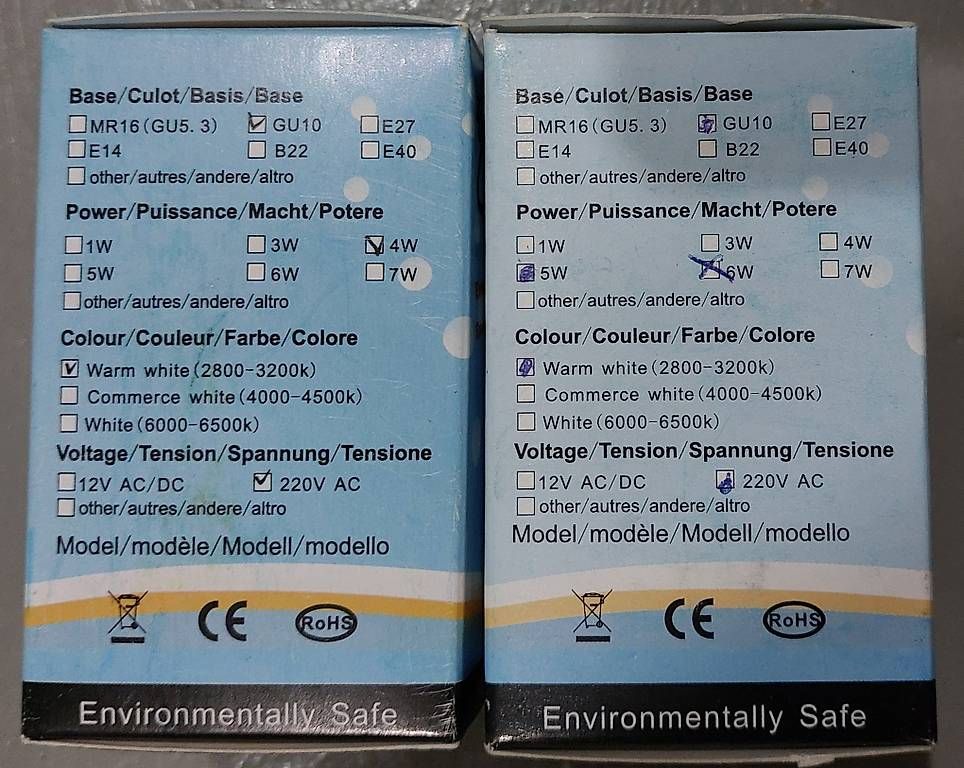 Base/Culot/Basis/Base
MR16(GU5.3) GU10 E27
E14 B22 E40
other/autres/andere/altro
Power/Puissance/Macht/Potere
1W 3W 4W
5W 6W 7W
other/autres/andere/altro
Colour/Couleur/Farbe/Colore
Warm white(2800-3200k)
Commerce white(4000-4500k)
White(6000-6500k)
Voltage/Tension/Spannung/Tensione
12V AC/DC 220V AC
other/autres/andere/altro
Model/modèle/Modell/modello
CE RoHS
Environmentally Safe
Base/Culot/Basis/Base
MR16(GU5.3) GU10 E27
E14 B22 E40
other/autres/andere/altro
Power/Puissance/Macht/Potere
1W 3W 4W
5W 6W 7W
other/autres/andere/altro
Colour/Couleur/Farbe/Colore
Warm white(2800-3200k)
Commerce white(4000-4500k)
White(6000-6500k)
Voltage/Tension/Spannung/Tensione
12V AC/DC 220V AC
other/autres/andere/altro
Model/modèle/Modell/modello
CE RoHS
Environmentally Safe